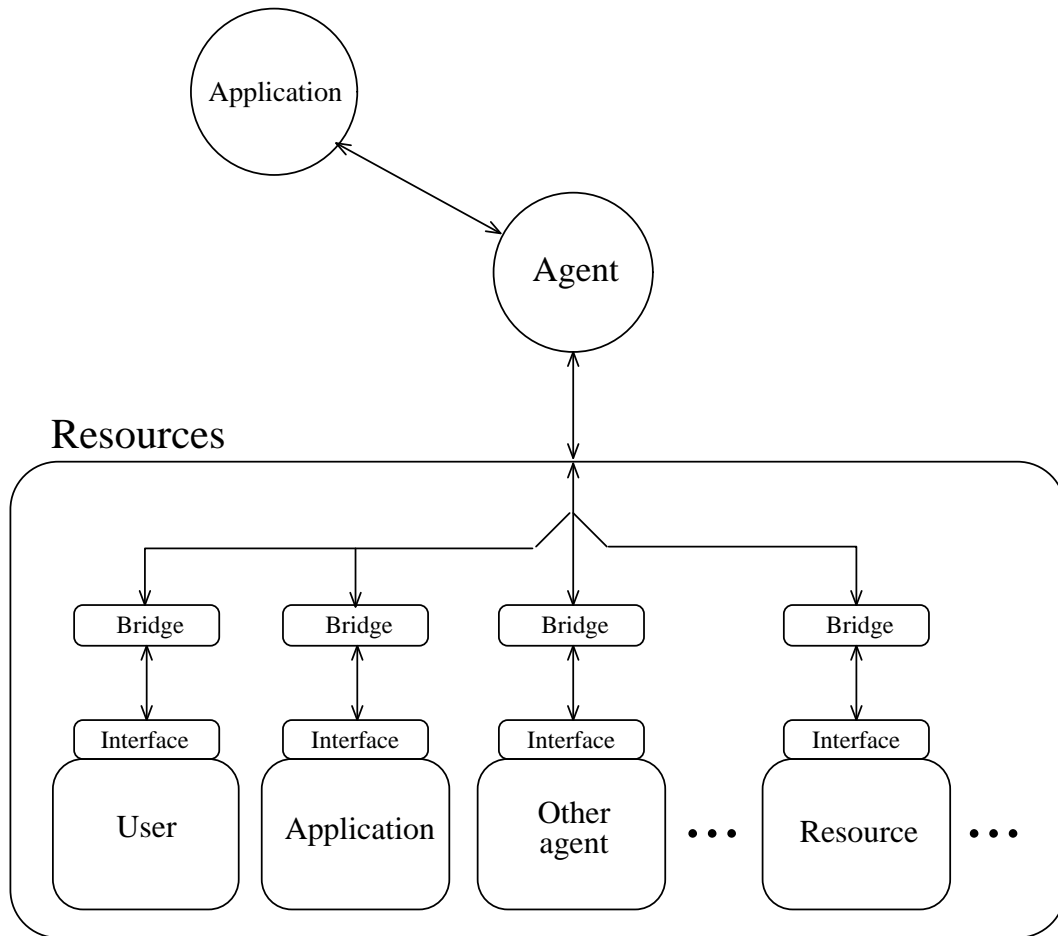 Application
Agent
Resources
Bridge Bridge Bridge Bridge
Interface Interface Interface Interface
User Application Other agent Resource